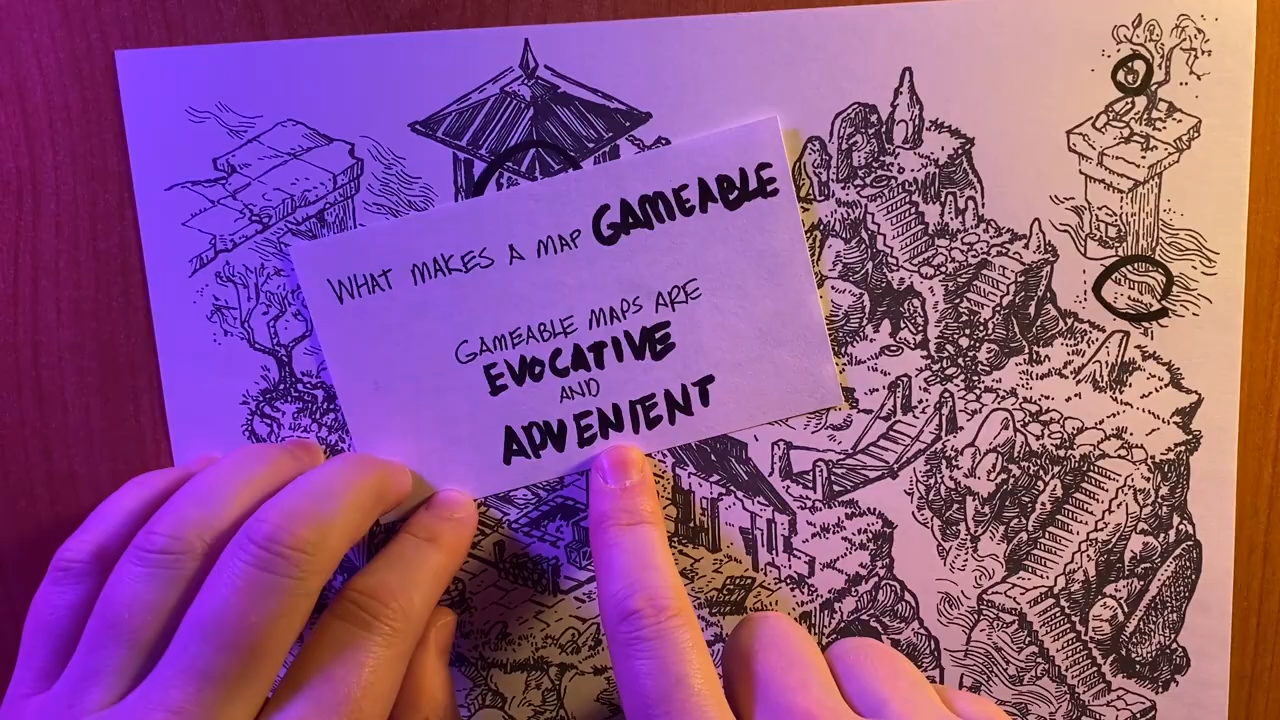 WHAT MAKES A MAP GAMEABLE
GAMEABLE MAPS ARE
EVOCATIVE
AND
ADVENIENT